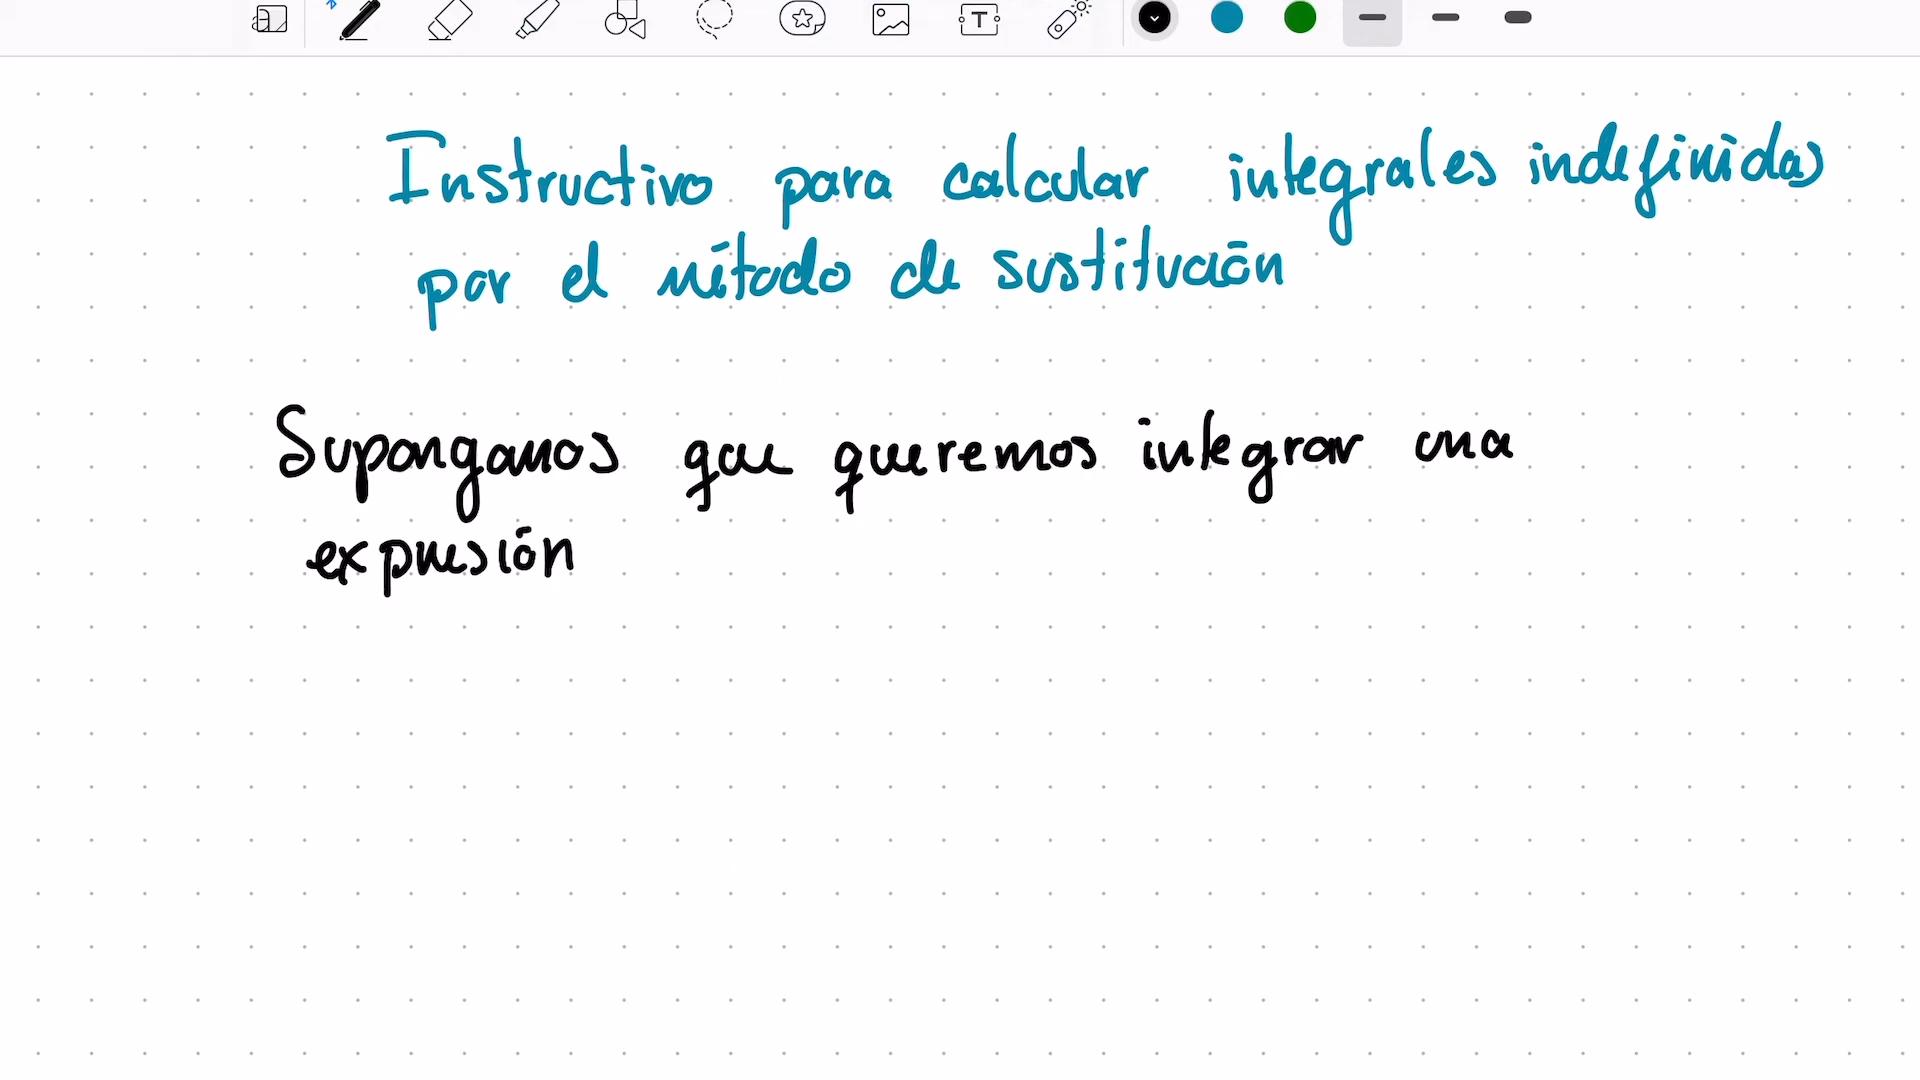 Instructivo para calcular integrales indefinidas
por el método de sustitución
Supongamos que queremos integrar una
expresión